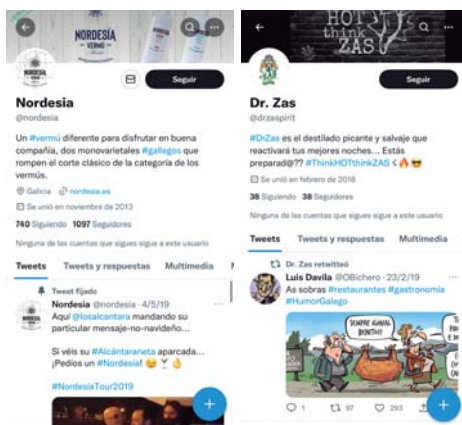 NORDESÍA
VERMÚ
Seguir
Nordesia
@nordesia
Un #vermú diferente para disfrutar en buena
compañía, dos monovarietales #gallegos que
rompen el corte clásico de la categoría de los
vermús.
Galicia nordesia.es
Se unió en noviembre de 2013
740 Siguiendo 1097 Seguidores
Ninguna de las cuentas que sigues sigue a este usuario
Tweets Tweets y respuestas Multimedia
Tweet fijado
Nordesia @nordesia · 4/5/19
Aquí @losalcantara mandando su
particular mensaje-no-navideño...
Si véis su #Alcántaraneta aparcada...
¡Pedíos un #Nordesia!
#NordesiaTour2019
HOT
think
ZAS
Seguir
Dr. Zas
@drzaspirit
#DrZas es el destilado picante y salvaje que
reactivará tus mejores noches... Estás
preparad@?? #ThinkHOTthinkZAS
Se unió en febrero de 2016
38 Siguiendo 38 Seguidores
Ninguna de las cuentas que sigues sigue a este usuario
Tweets Tweets y respuestas Multimedia
Dr. Zas retwitteó
Luis Davila @OBichero · 23/2/19
As sobras #restaurantes #gastronomia
#HumorGalego
SEMPRE IGUAL,
BENITIÑO!
1 97 293